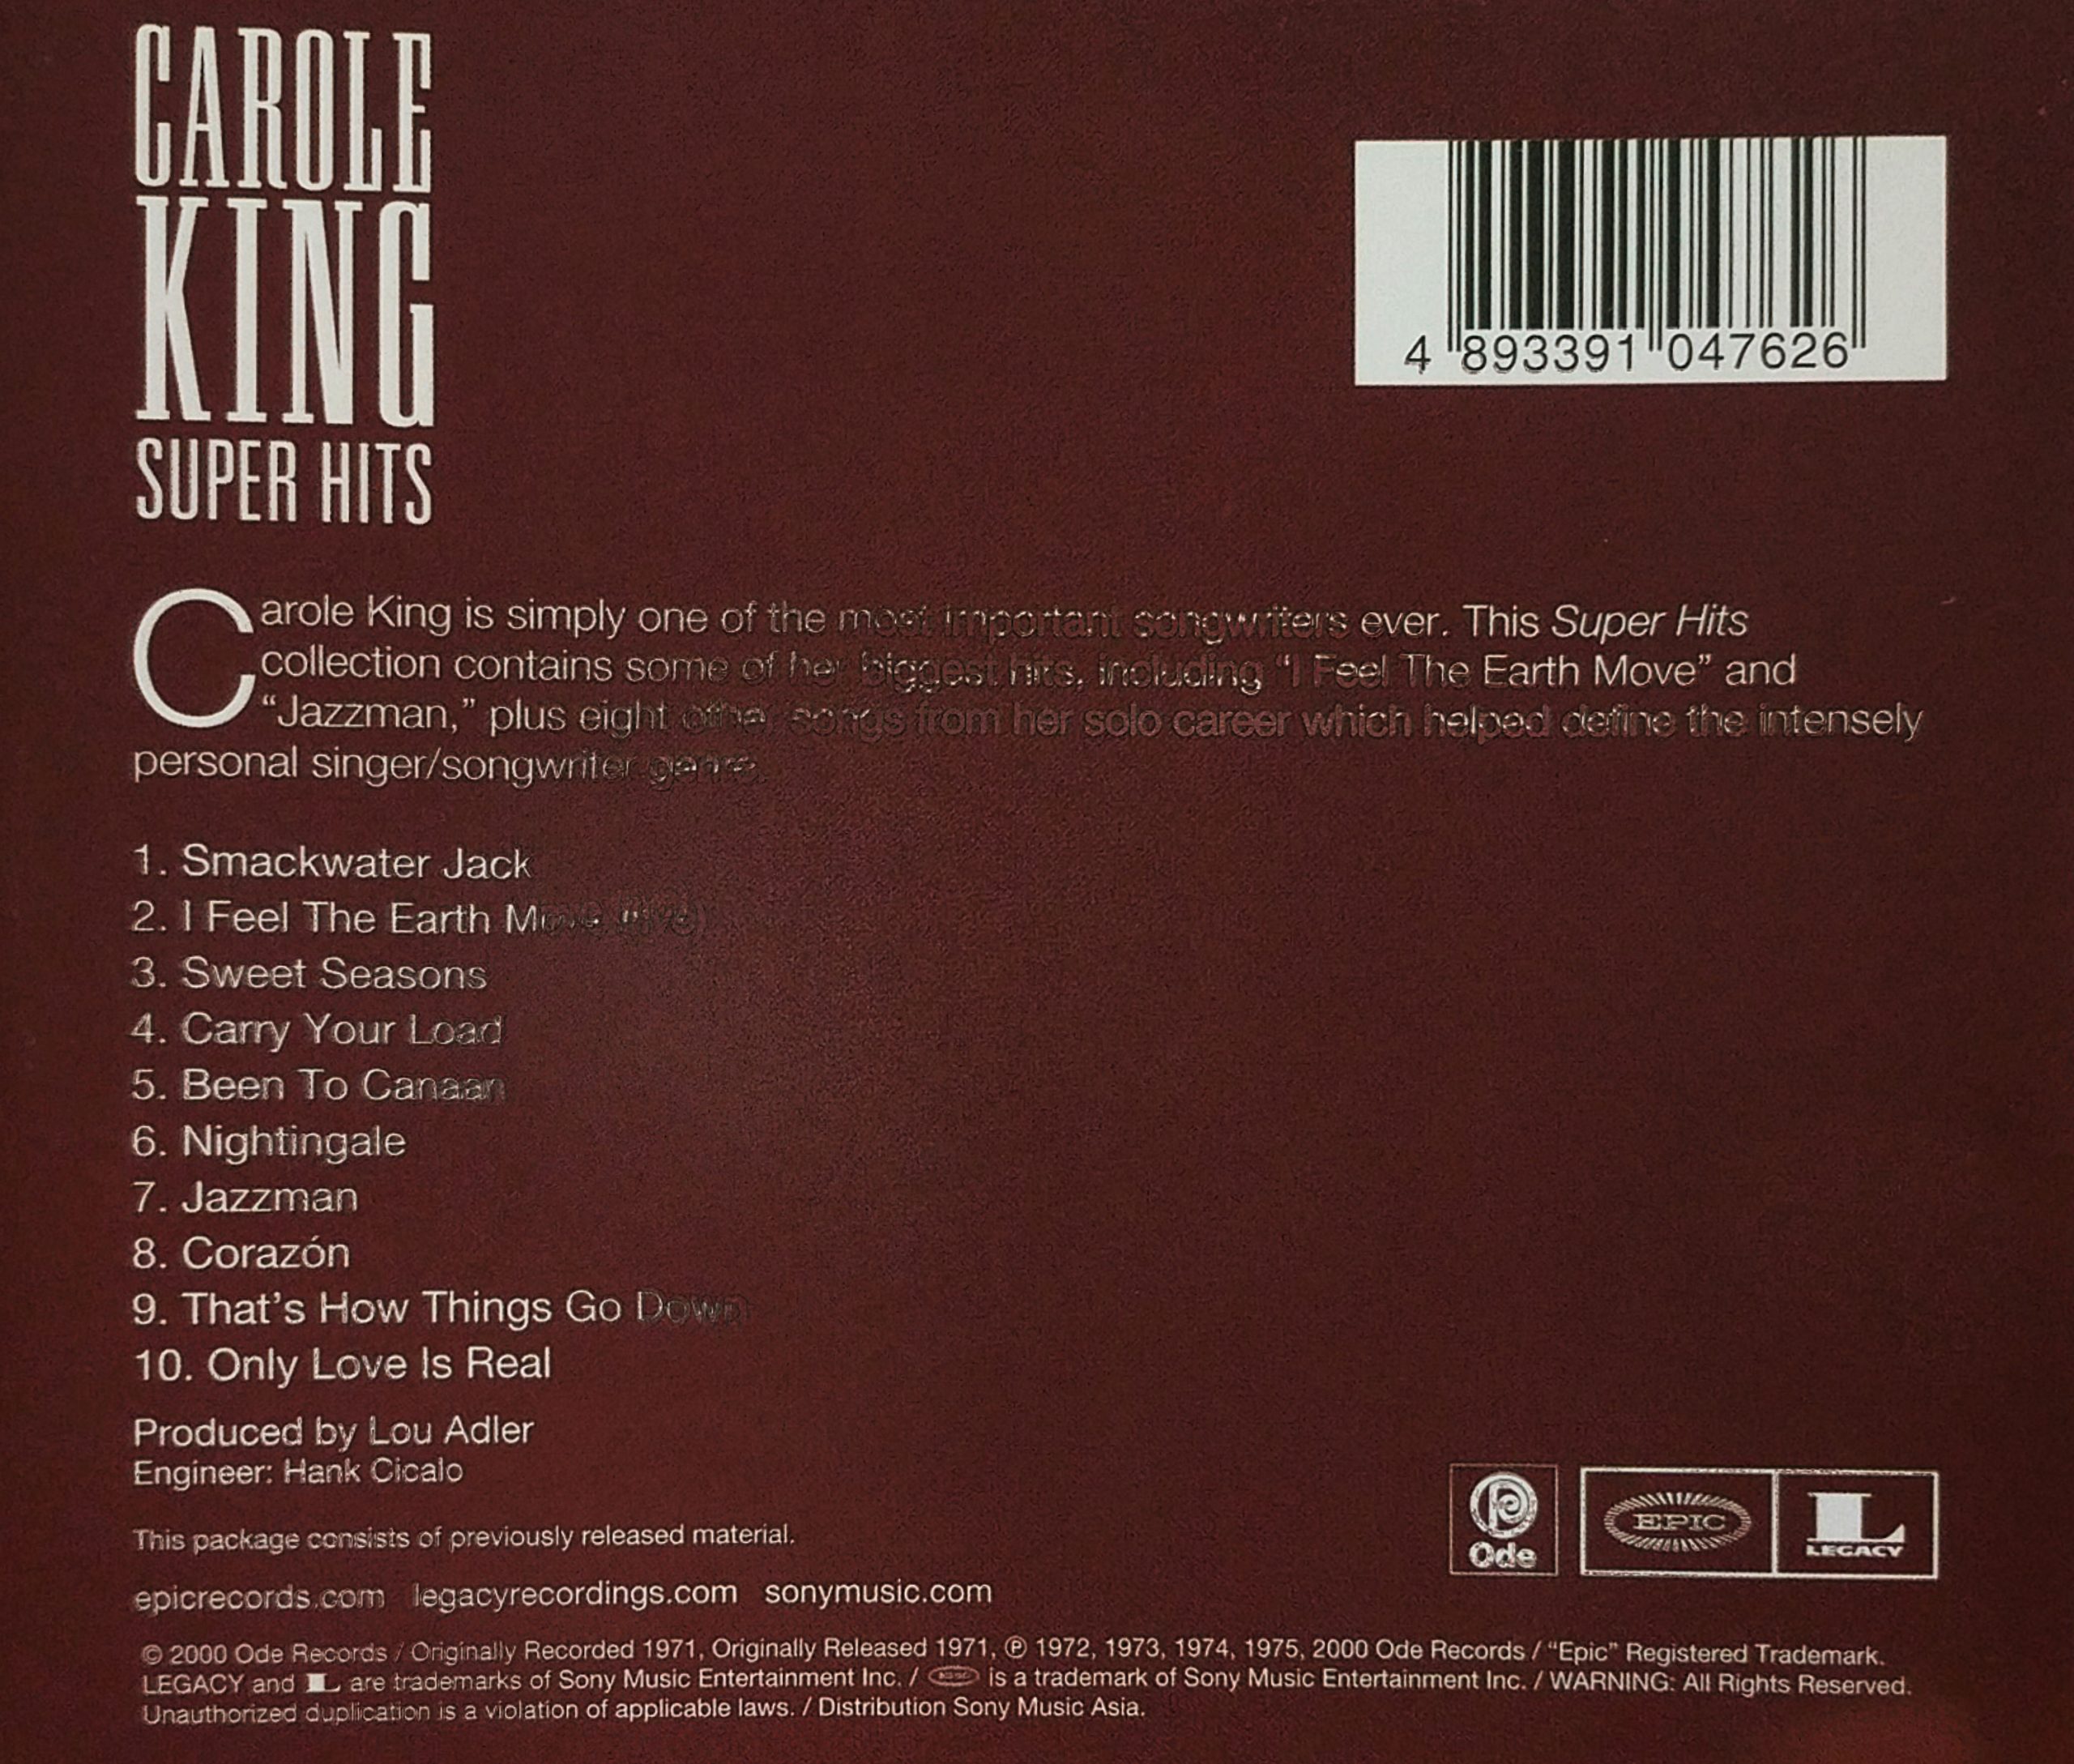 CAROLE
KING
SUPER HITS
4 893391 047626
Carole King is simply one of the most important songwriters ever. This Super Hits
collection contains some of her biggest hits, including “I Feel The Earth Move” and
“Jazzman,” plus eight other songs from her solo career which helped define the intensely
personal singer/songwriter genre.
1. Smackwater Jack
2. I Feel The Earth Move (live)
3. Sweet Seasons
4. Carry Your Load
5. Been To Canaan
6. Nightingale
7. Jazzman
8. Corazón
9. That’s How Things Go Down
10. Only Love Is Real
Produced by Lou Adler
Engineer: Hank Cicalo
This package consists of previously released material.
epicrecords.com legacyrecordings.com sonymusic.com
Ode
EPIC
L
LEGACY
© 2000 Ode Records / Originally Recorded 1971, Originally Released 1971, ℗ 1972, 1973, 1974, 1975, 2000 Ode Records / “Epic” Registered Trademark.
LEGACY and L are trademarks of Sony Music Entertainment Inc. / EPIC is a trademark of Sony Music Entertainment Inc. / WARNING: All Rights Reserved.
Unauthorized duplication is a violation of applicable laws. / Distribution Sony Music Asia.